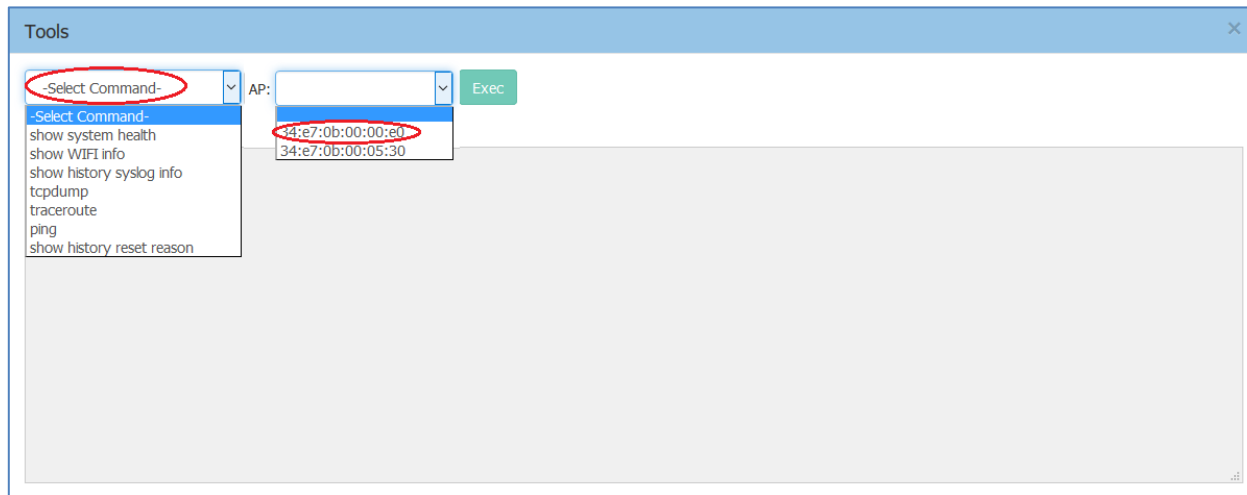 Tools
-Select Command- AP: Exec
-Select Command-
show system health
show WIFI info
show history syslog info
tcpdump
traceroute
ping
show history reset reason
34:e7:0b:00:00:e0
34:e7:0b:00:05:30